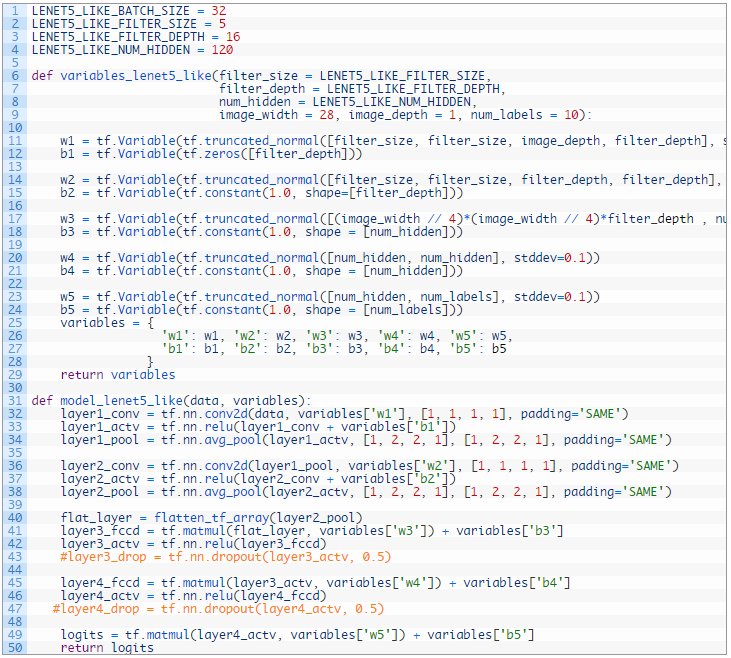 1 LENET5_LIKE_BATCH_SIZE = 32
2 LENET5_LIKE_FILTER_SIZE = 5
3 LENET5_LIKE_FILTER_DEPTH = 16
4 LENET5_LIKE_NUM_HIDDEN = 120
5
6 def variables_lenet5_like(filter_size = LENET5_LIKE_FILTER_SIZE,
7                           filter_depth = LENET5_LIKE_FILTER_DEPTH,
8                           num_hidden = LENET5_LIKE_NUM_HIDDEN,
9                           image_width = 28, image_depth = 1, num_labels = 10):
10
11     w1 = tf.Variable(tf.truncated_normal([filter_size, filter_size, image_depth, filter_depth], s
12     b1 = tf.Variable(tf.zeros([filter_depth]))
13
14     w2 = tf.Variable(tf.truncated_normal([filter_size, filter_size, filter_depth, filter_depth],
15     b2 = tf.Variable(tf.constant(1.0, shape=[filter_depth]))
16
17     w3 = tf.Variable(tf.truncated_normal([(image_width // 4)*(image_width // 4)*filter_depth , nu
18     b3 = tf.Variable(tf.constant(1.0, shape = [num_hidden]))
19
20     w4 = tf.Variable(tf.truncated_normal([num_hidden, num_hidden], stddev=0.1))
21     b4 = tf.Variable(tf.constant(1.0, shape = [num_hidden]))
22
23     w5 = tf.Variable(tf.truncated_normal([num_hidden, num_labels], stddev=0.1))
24     b5 = tf.Variable(tf.constant(1.0, shape = [num_labels]))
25     variables = {
26                   'w1': w1, 'w2': w2, 'w3': w3, 'w4': w4, 'w5': w5,
27                   'b1': b1, 'b2': b2, 'b3': b3, 'b4': b4, 'b5': b5
28                 }
29     return variables
30
31 def model_lenet5_like(data, variables):
32     layer1_conv = tf.nn.conv2d(data, variables['w1'], [1, 1, 1, 1], padding='SAME')
33     layer1_actv = tf.nn.relu(layer1_conv + variables['b1'])
34     layer1_pool = tf.nn.avg_pool(layer1_actv, [1, 2, 2, 1], [1, 2, 2, 1], padding='SAME')
35
36     layer2_conv = tf.nn.conv2d(layer1_pool, variables['w2'], [1, 1, 1, 1], padding='SAME')
37     layer2_actv = tf.nn.relu(layer2_conv + variables['b2'])
38     layer2_pool = tf.nn.avg_pool(layer2_actv, [1, 2, 2, 1], [1, 2, 2, 1], padding='SAME')
39
40     flat_layer = flatten_tf_array(layer2_pool)
41     layer3_fccd = tf.matmul(flat_layer, variables['w3']) + variables['b3']
42     layer3_actv = tf.nn.relu(layer3_fccd)
43     #layer3_drop = tf.nn.dropout(layer3_actv, 0.5)
44
45     layer4_fccd = tf.matmul(layer3_actv, variables['w4']) + variables['b4']
46     layer4_actv = tf.nn.relu(layer4_fccd)
47    #layer4_drop = tf.nn.dropout(layer4_actv, 0.5)
48
49     logits = tf.matmul(layer4_actv, variables['w5']) + variables['b5']
50     return logits